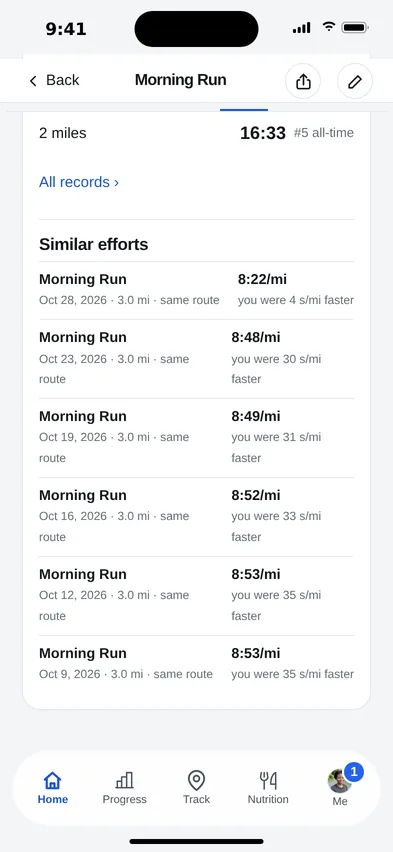 9:41
Back
Morning Run
2 miles 16:33 #5 all-time
All records ›
Similar efforts
Morning Run 8:22/mi
Oct 28, 2026 · 3.0 mi · same route you were 4 s/mi faster
Morning Run 8:48/mi
Oct 23, 2026 · 3.0 mi · same you were 30 s/mi
route faster
Morning Run 8:49/mi
Oct 19, 2026 · 3.0 mi · same you were 31 s/mi
route faster
Morning Run 8:52/mi
Oct 16, 2026 · 3.0 mi · same you were 33 s/mi
route faster
Morning Run 8:53/mi
Oct 12, 2026 · 3.0 mi · same you were 35 s/mi
route faster
Morning Run 8:53/mi
Oct 9, 2026 · 3.0 mi · same route you were 35 s/mi faster
1
Home Progress Track Nutrition Me